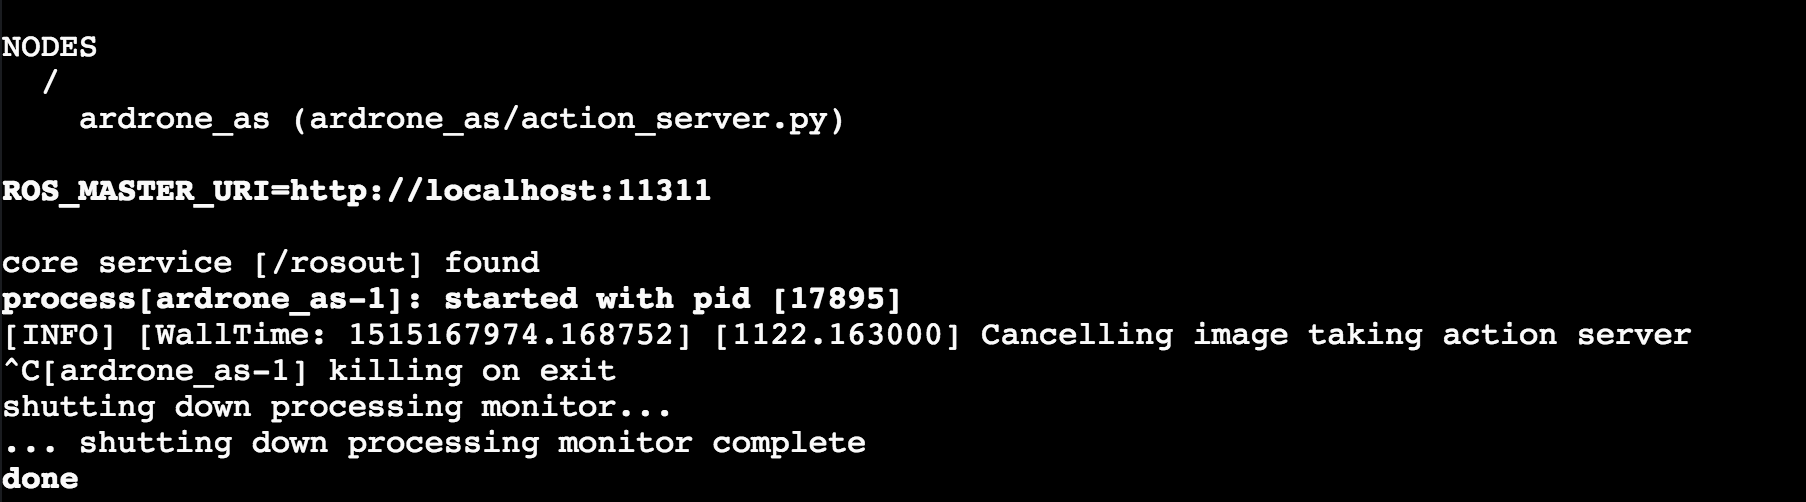 NODES
/
ardrone_as (ardrone_as/action_server.py)
ROS_MASTER_URI=http://localhost:11311
core service [/rosout] found
process[ardrone_as-1]: started with pid [17895]
[INFO] [WallTime: 1515167974.168752] [1122.163000] Cancelling image taking action server
^C[ardrone_as-1] killing on exit
shutting down processing monitor...
... shutting down processing monitor complete
done